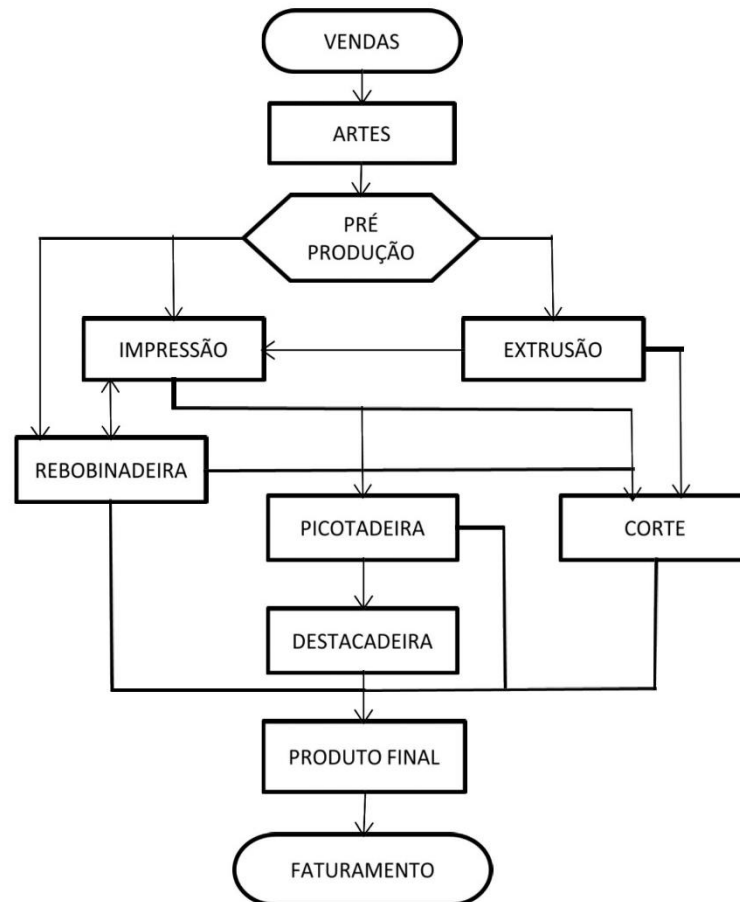 VENDAS
ARTES
PRÉ
PRODUÇÃO
IMPRESSÃO
EXTRUSÃO
REBOBINADEIRA
PICOTADEIRA
CORTE
DESTACADEIRA
PRODUTO FINAL
FATURAMENTO